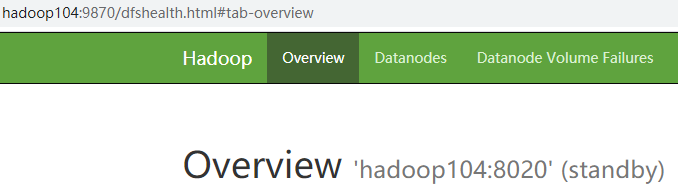 hadoop104:9870/dfshealth.html#tab-overview
Hadoop Overview Datanodes Datanode Volume Failures
Overview 'hadoop104:8020' (standby)